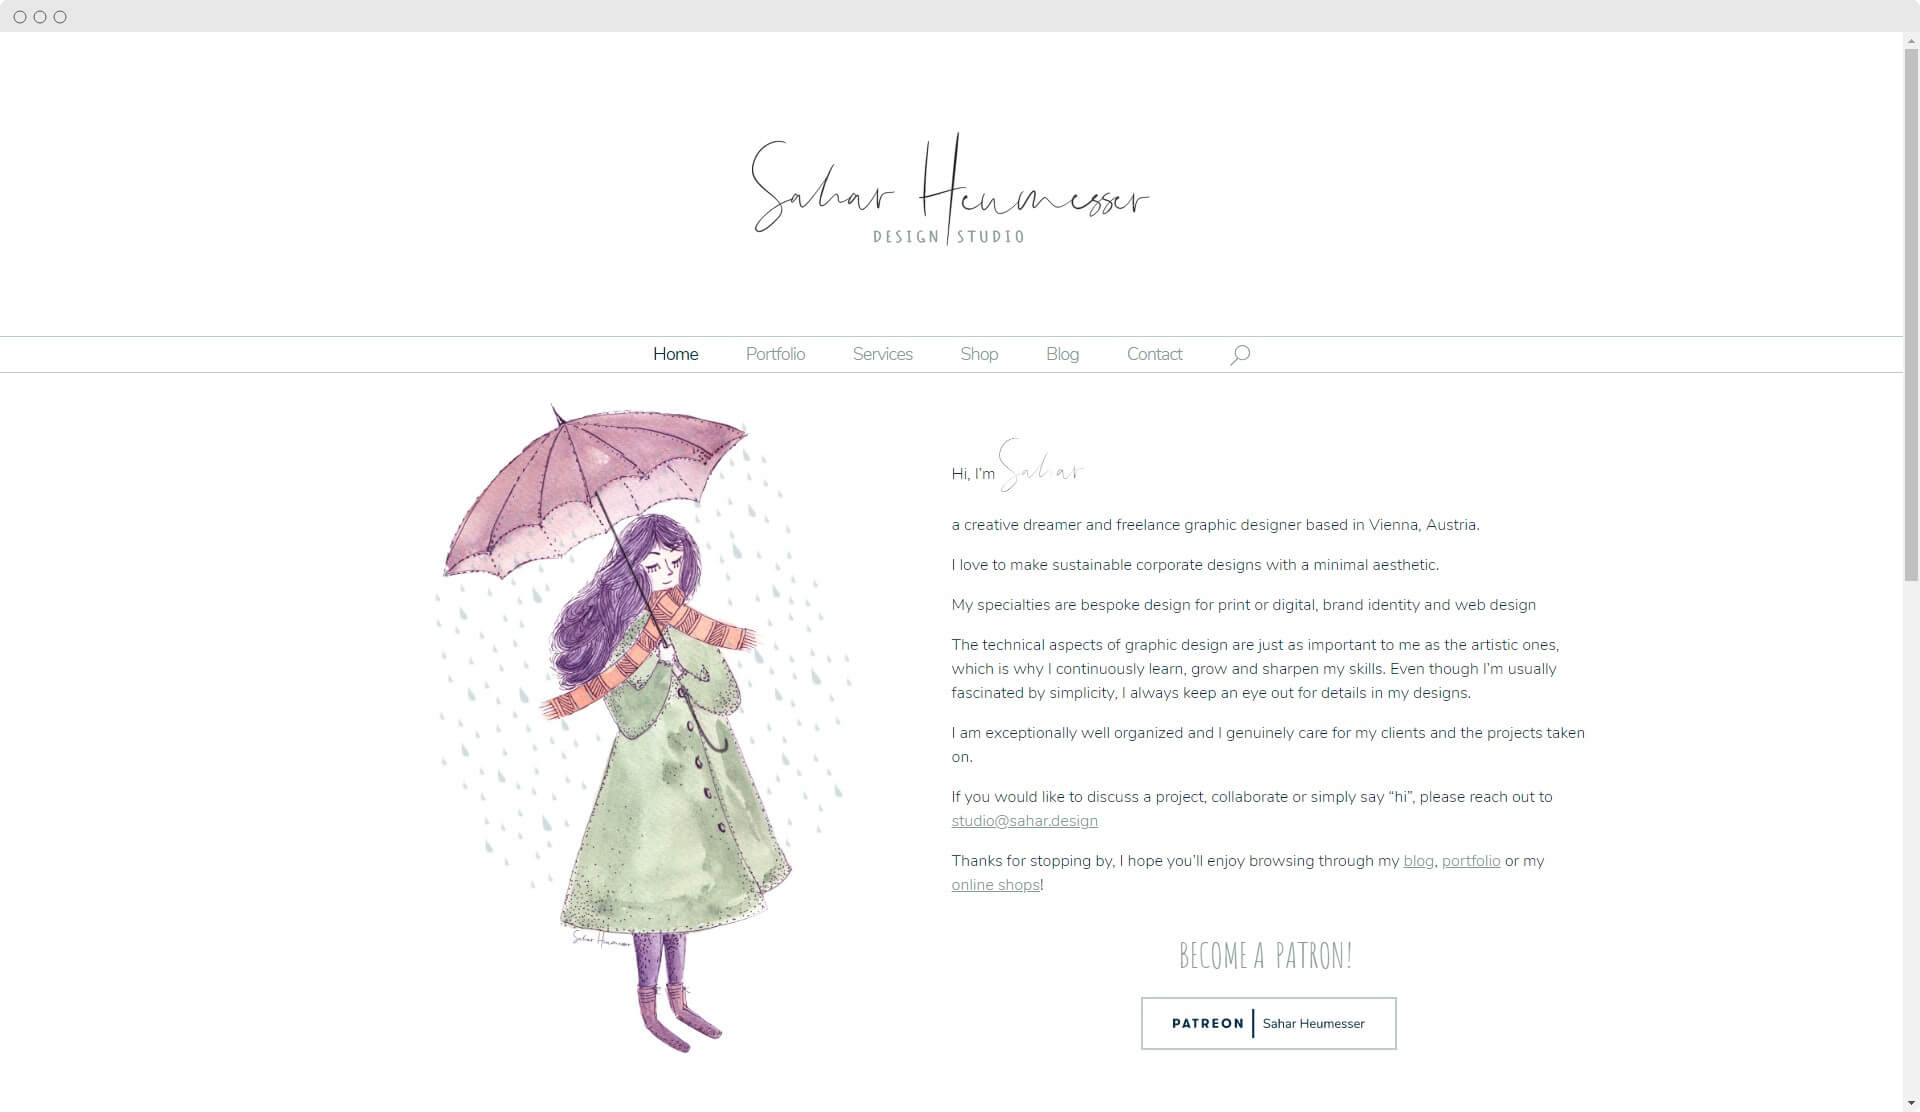 Sahar Heumesser
DESIGN STUDIO
Home Portfolio Services Shop Blog Contact
Hi, I'm Sahar
a creative dreamer and freelance graphic designer based in Vienna, Austria.
I love to make sustainable corporate designs with a minimal aesthetic.
My specialties are bespoke design for print or digital, brand identity and web design
The technical aspects of graphic design are just as important to me as the artistic ones,
which is why I continuously learn, grow and sharpen my skills. Even though I'm usually
fascinated by simplicity, I always keep an eye out for details in my designs.
I am exceptionally well organized and I genuinely care for my clients and the projects taken
on.
If you would like to discuss a project, collaborate or simply say “hi”, please reach out to
studio@sahar.design
Thanks for stopping by, I hope you'll enjoy browsing through my blog, portfolio or my
online shops!
Sahar Heumesser
BECOME A PATRON!
PATREON | Sahar Heumesser